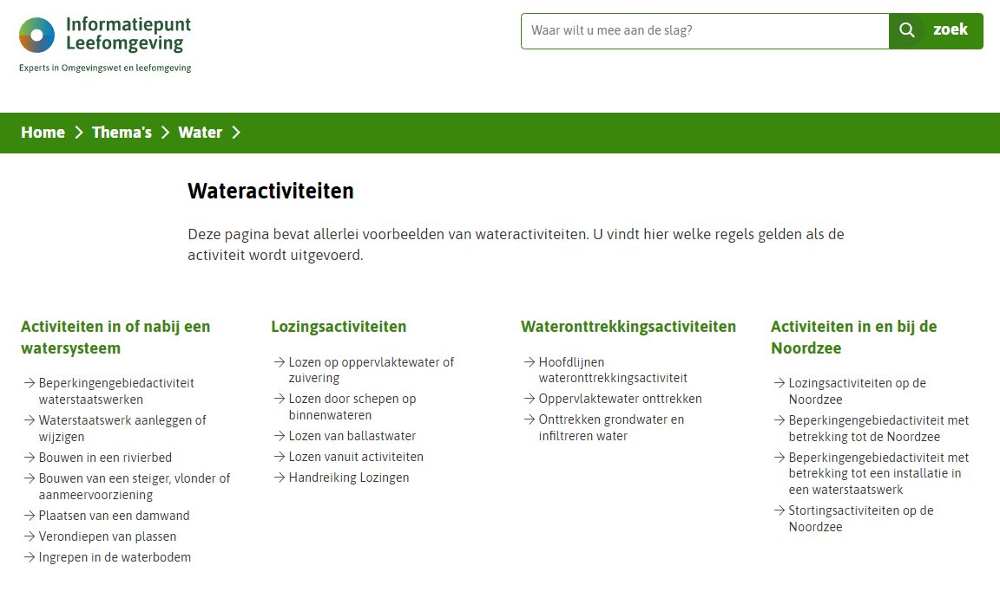 Informatiepunt
Leefomgeving
Experts in Omgevingswet en leefomgeving
Waar wilt u mee aan de slag?
zoek
Home
Thema's
Water
Wateractiviteiten
Deze pagina bevat allerlei voorbeelden van wateractiviteiten. U vindt hier welke regels gelden als de
activiteit wordt uitgevoerd.
Activiteiten in of nabij een
watersysteem
Beperkingengebiedactiviteit
waterstaatswerken
Waterstaatswerk aanleggen of
wijzigen
Bouwen in een rivierbed
Bouwen van een steiger, vlonder of
aanmeervoorziening
Plaatsen van een damwand
Verondiepen van plassen
Ingrepen in de waterbodem
Lozingsactiviteiten
Lozen op oppervlaktewater of
zuivering
Lozen door schepen op
binnenwateren
Lozen van ballastwater
Lozen vanuit activiteiten
Handreiking Lozingen
Wateronttrekkingsactiviteiten
Hoofdlijnen
wateronttrekkingsactiviteit
Oppervlaktewater onttrekken
Onttrekken grondwater en
infiltreren water
Activiteiten in en bij de
Noordzee
Lozingsactiviteiten op de
Noordzee
Beperkingengebiedactiviteit met
betrekking tot de Noordzee
Beperkingengebiedactiviteit met
betrekking tot een installatie in
een waterstaatswerk
Stortingsactiviteiten op de
Noordzee